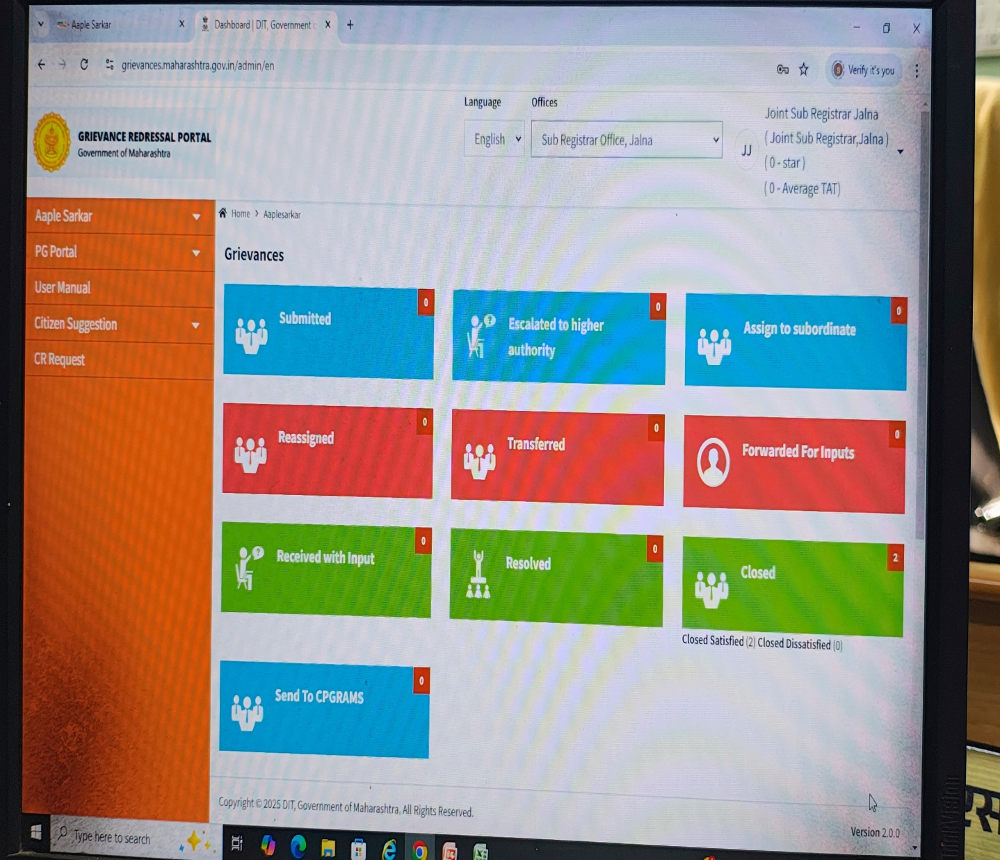 Aaple Sarkar
Dashboard | DIT, Government
grievances.maharashtra.gov.in/admin/en
Verify it's you
GRIEVANCE REDRESSAL PORTAL
Government of Maharashtra
Language
Offices
English
Sub Registrar Office, Jalna
JJ
Joint Sub Registrar Jalna
( Joint Sub Registrar,Jalna )
( 0 - star )
( 0 - Average TAT)
Aaple Sarkar
PG Portal
User Manual
Citizen Suggestion
CR Request
Home > Aaplesarkar
Grievances
Submitted
0
Escalated to higher
authority
0
Assign to subordinate
0
Reassigned
0
Transferred
0
Forwarded For Inputs
0
Received with Input
0
Resolved
0
Closed
2
Closed Satisfied (2) Closed Dissatisfied (0)
Send To CPGRAMS
0
Copyright © 2025 DIT, Government of Maharashtra. All Rights Reserved.
Version 2.0.0
Type here to search